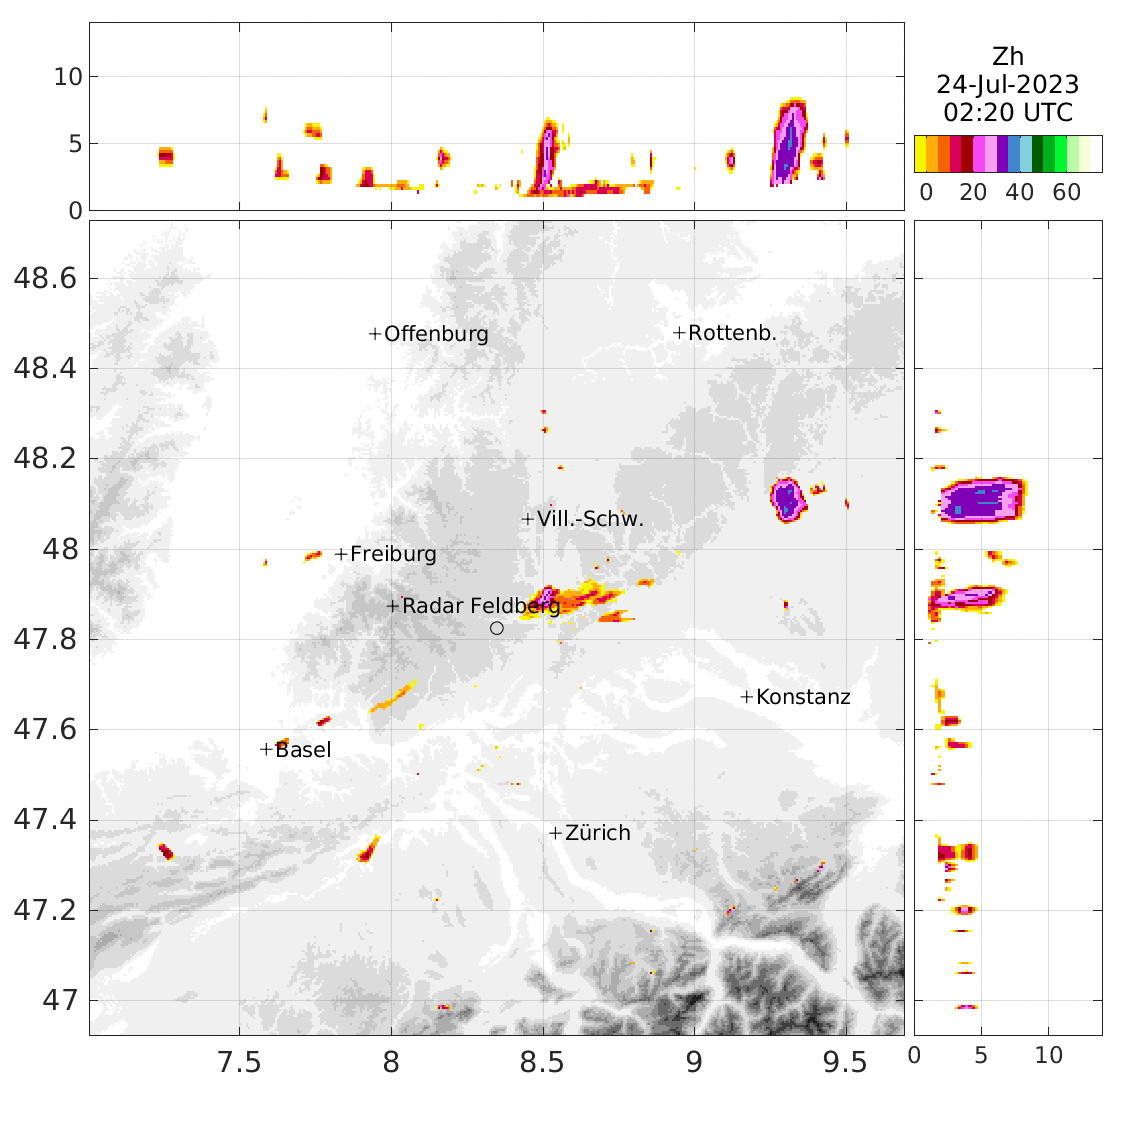 Zh
24-Jul-2023
02:20 UTC
0 20 40 60
10
5
0
48.6
48.4
48.2
48
47.8
47.6
47.4
47.2
47
+Offenburg
+Rottenb.
+Vill.-Schw.
+Freiburg
+Radar Feldberg
+Konstanz
+Basel
+Zürich
7.5 8 8.5 9 9.5
0 5 10